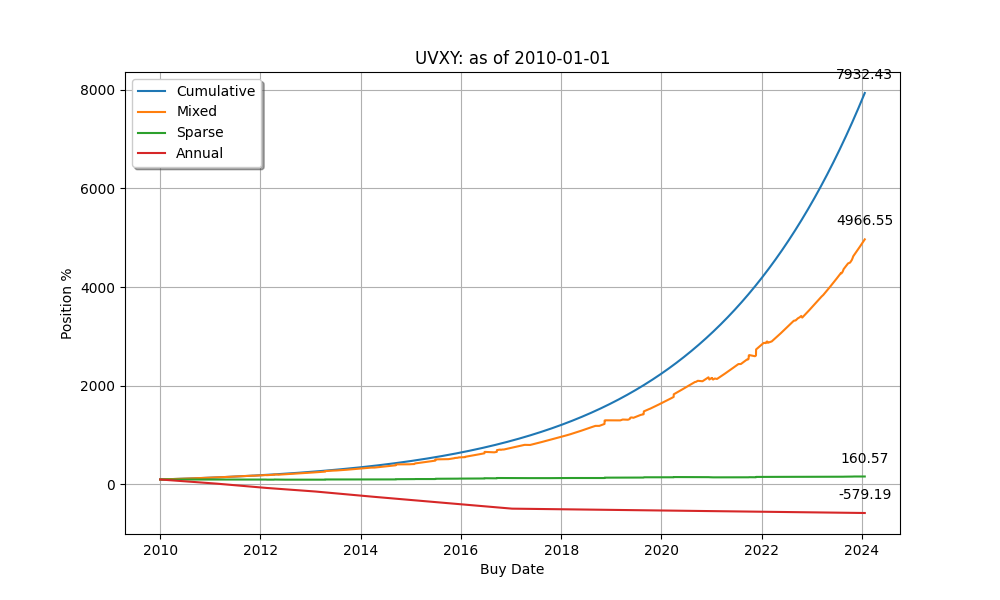 UVXY: as of 2010-01-01
7932.43
8000
Cumulative
Mixed
Sparse
Annual
6000
4966.55
4000
2000
160.57
0
-579.19
Position %
2010 2012 2014 2016 2018 2020 2022 2024
Buy Date